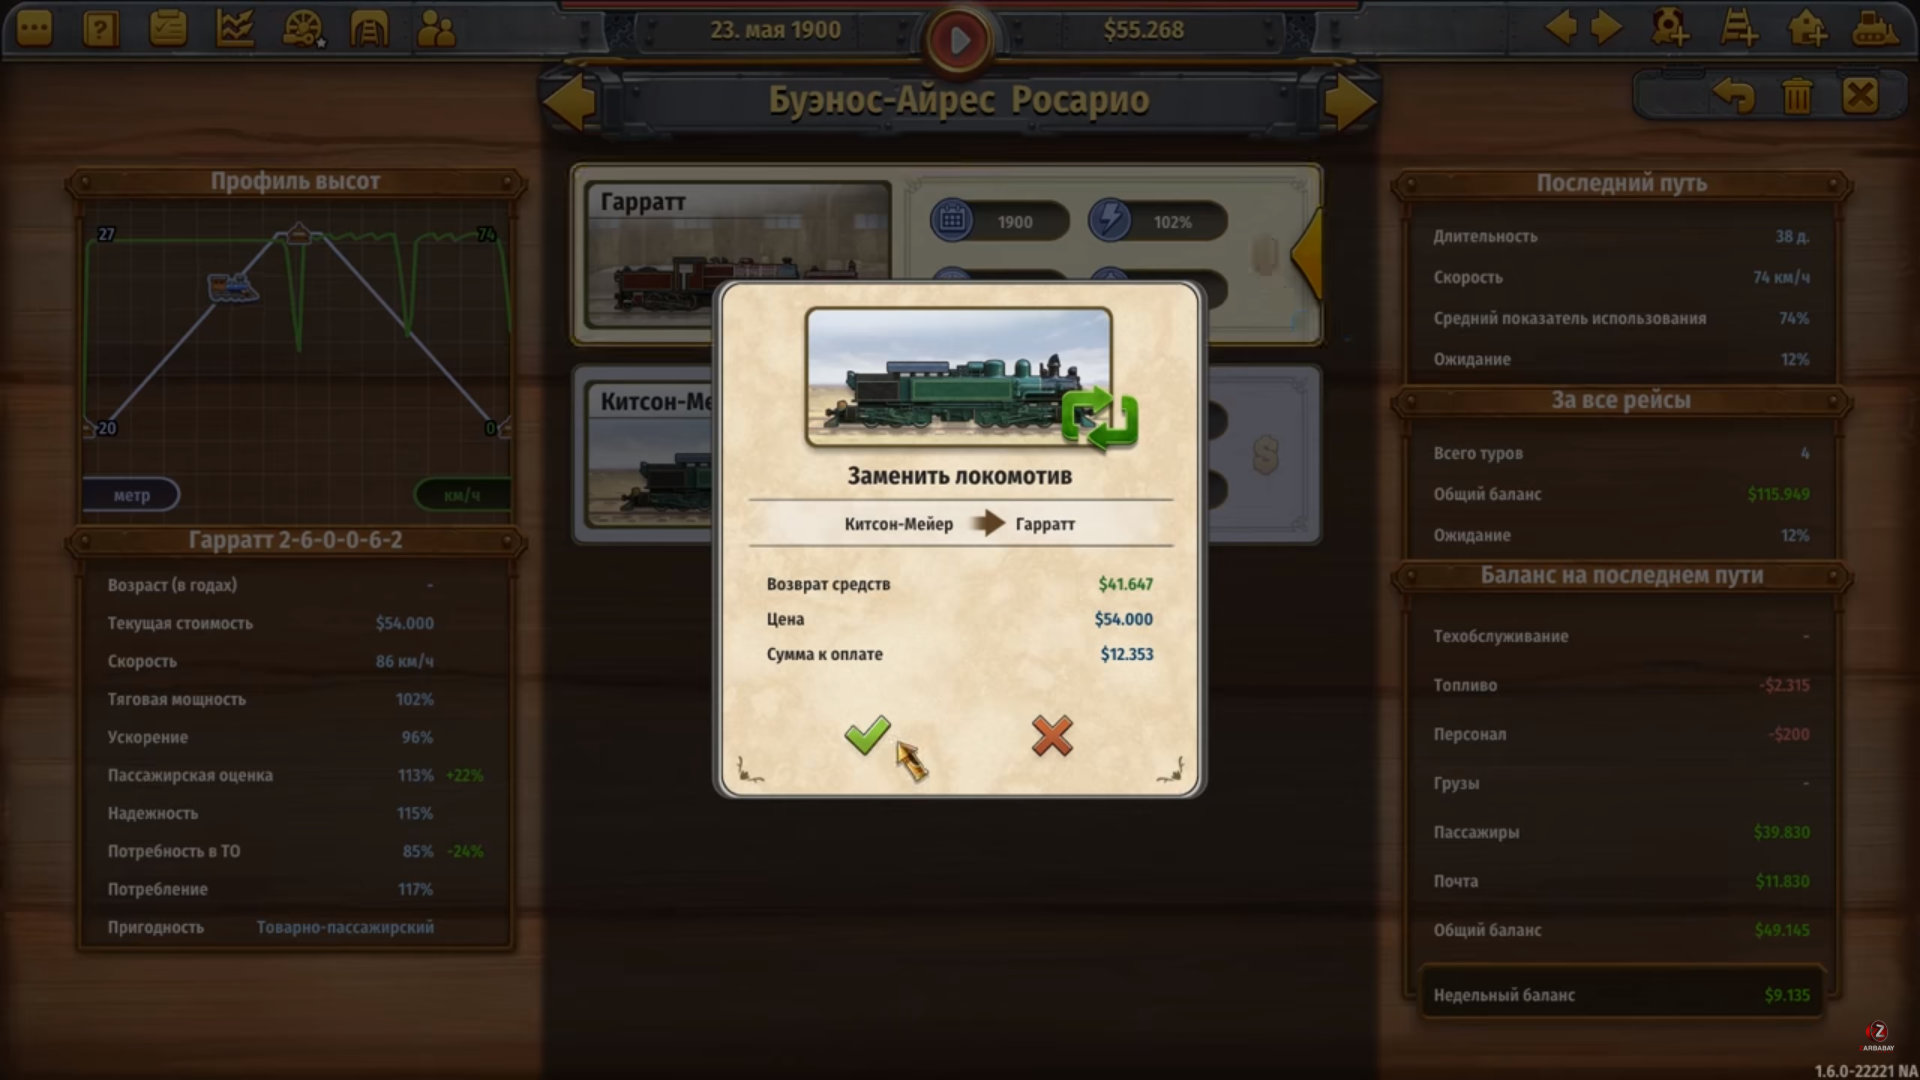 23. мая 1900
$55.268
Буэнос-Айрес Росарио
Профиль высот
27
74
20
0
метр
км/ч
Гарратт 2-6-0-0-6-2
Возраст (в годах) -
Текущая стоимость $54.000
Скорость 86 км/ч
Тяговая мощность 102%
Ускорение 96%
Пассажирская оценка 113% +22%
Надежность 115%
Потребность в ТО 85% -24%
Потребление 117%
Пригодность Товарно-пассажирский
Гарратт
1900
102%
Китсон-Ме
Заменить локомотив
Китсон-Мейер Гарратт
Возврат средств $41.647
Цена $54.000
Сумма к оплате $12.353
Последний путь
Длительность 38 д.
Скорость 74 км/ч
Средний показатель использования 74%
Ожидание 12%
За все рейсы
Всего туров 4
Общий баланс $115.949
Ожидание 12%
Баланс на последнем пути
Техобслуживание -
Топливо -$2.315
Персонал -$200
Грузы -
Пассажиры $39.830
Почта $11.830
Общий баланс $49.145
Недельный баланс $9.135
Z
ARBABAY
1.6.0-22221 NA